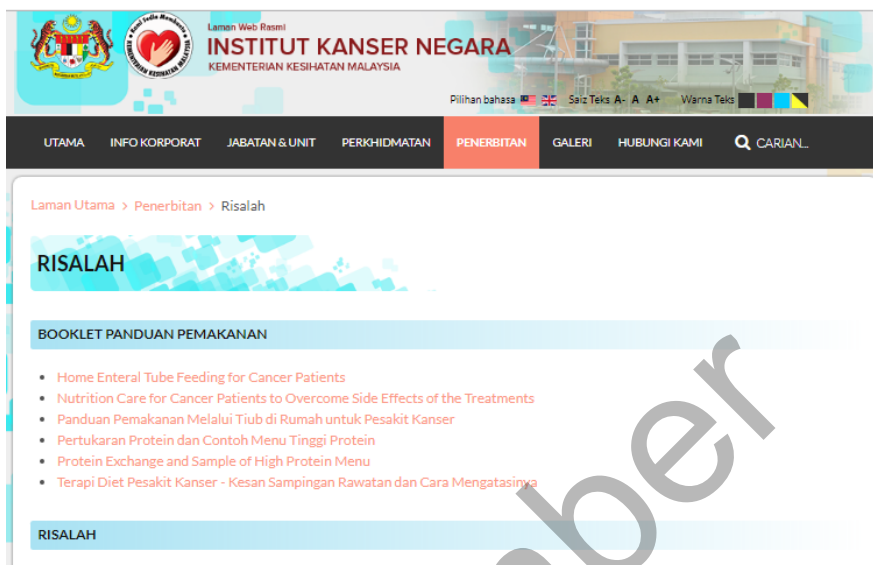 Laman Web Rasmi
INSTITUT KANSER NEGARA
KEMENTERIAN KESIHATAN MALAYSIA
Pilihan bahasa Saiz Teks A- A A+ Warna Teks
UTAMA INFO KORPORAT JABATAN & UNIT PERKHIDMATAN PENERBITAN GALERI HUBUNGI KAMI CARIAN...
Laman Utama > Penerbitan > Risalah
RISALAH
BOOKLET PANDUAN PEMAKANAN
• Home Enteral Tube Feeding for Cancer Patients
• Nutrition Care for Cancer Patients to Overcome Side Effects of the Treatments
• Panduan Pemakanan Melalui Tiub di Rumah untuk Pesakit Kanser
• Pertukaran Protein dan Contoh Menu Tinggi Protein
• Protein Exchange and Sample of High Protein Menu
• Terapi Diet Pesakit Kanser - Kesan Sampingan Rawatan dan Cara Mengatasinya
RISALAH